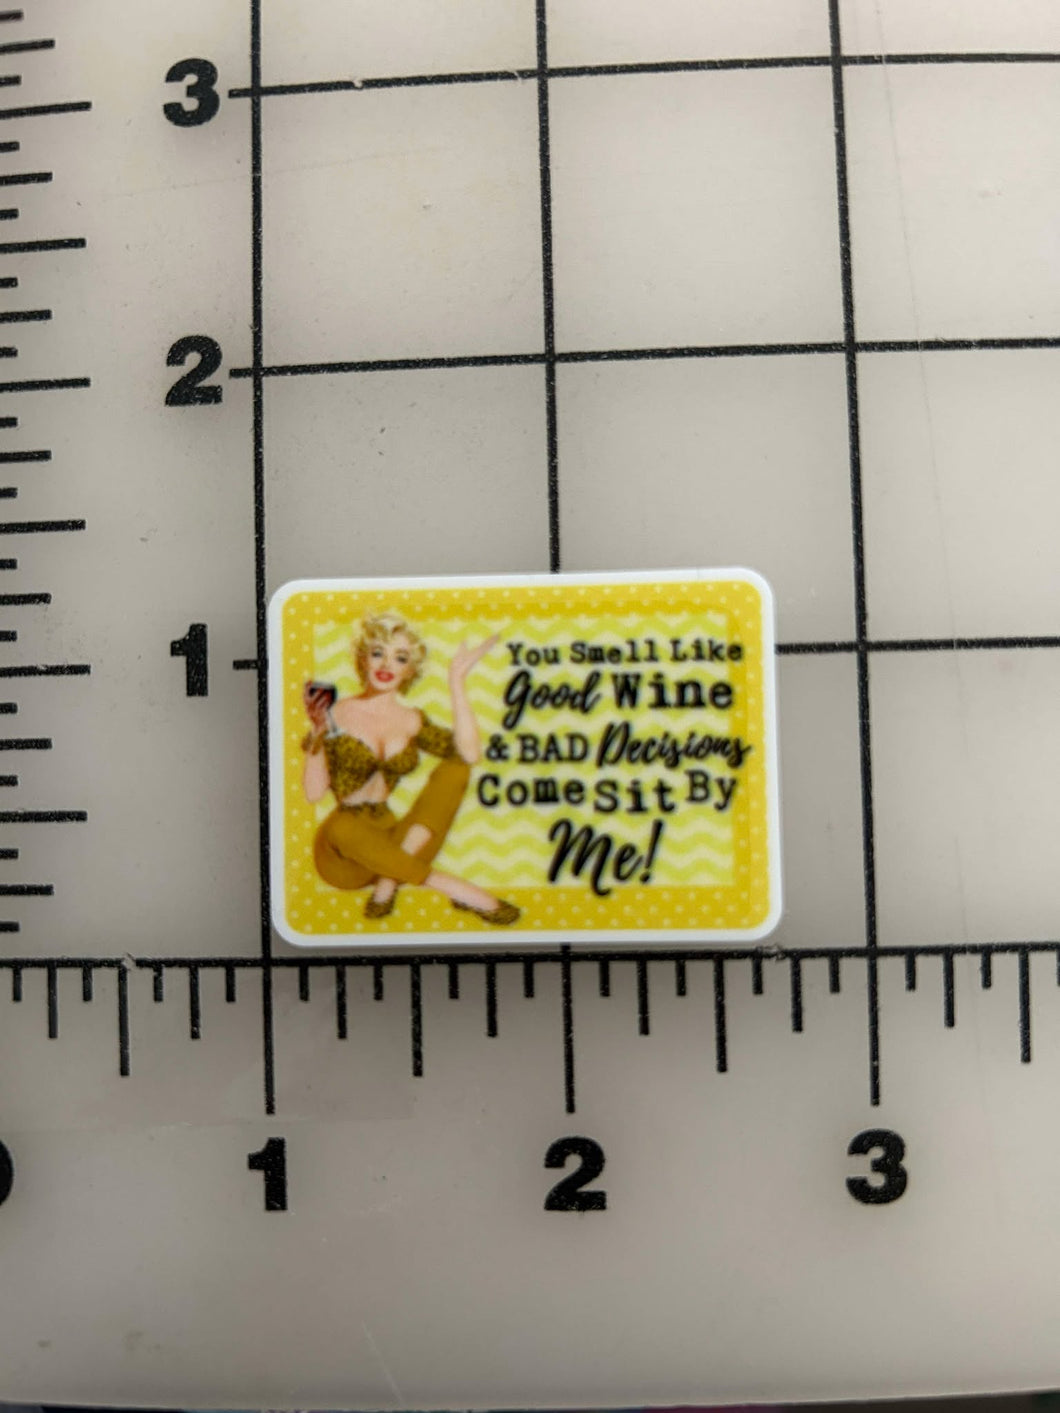 3
2
1
You Smell Like
Good Wine
& BAD Decisions
Come Sit By
Me!
1 2 3